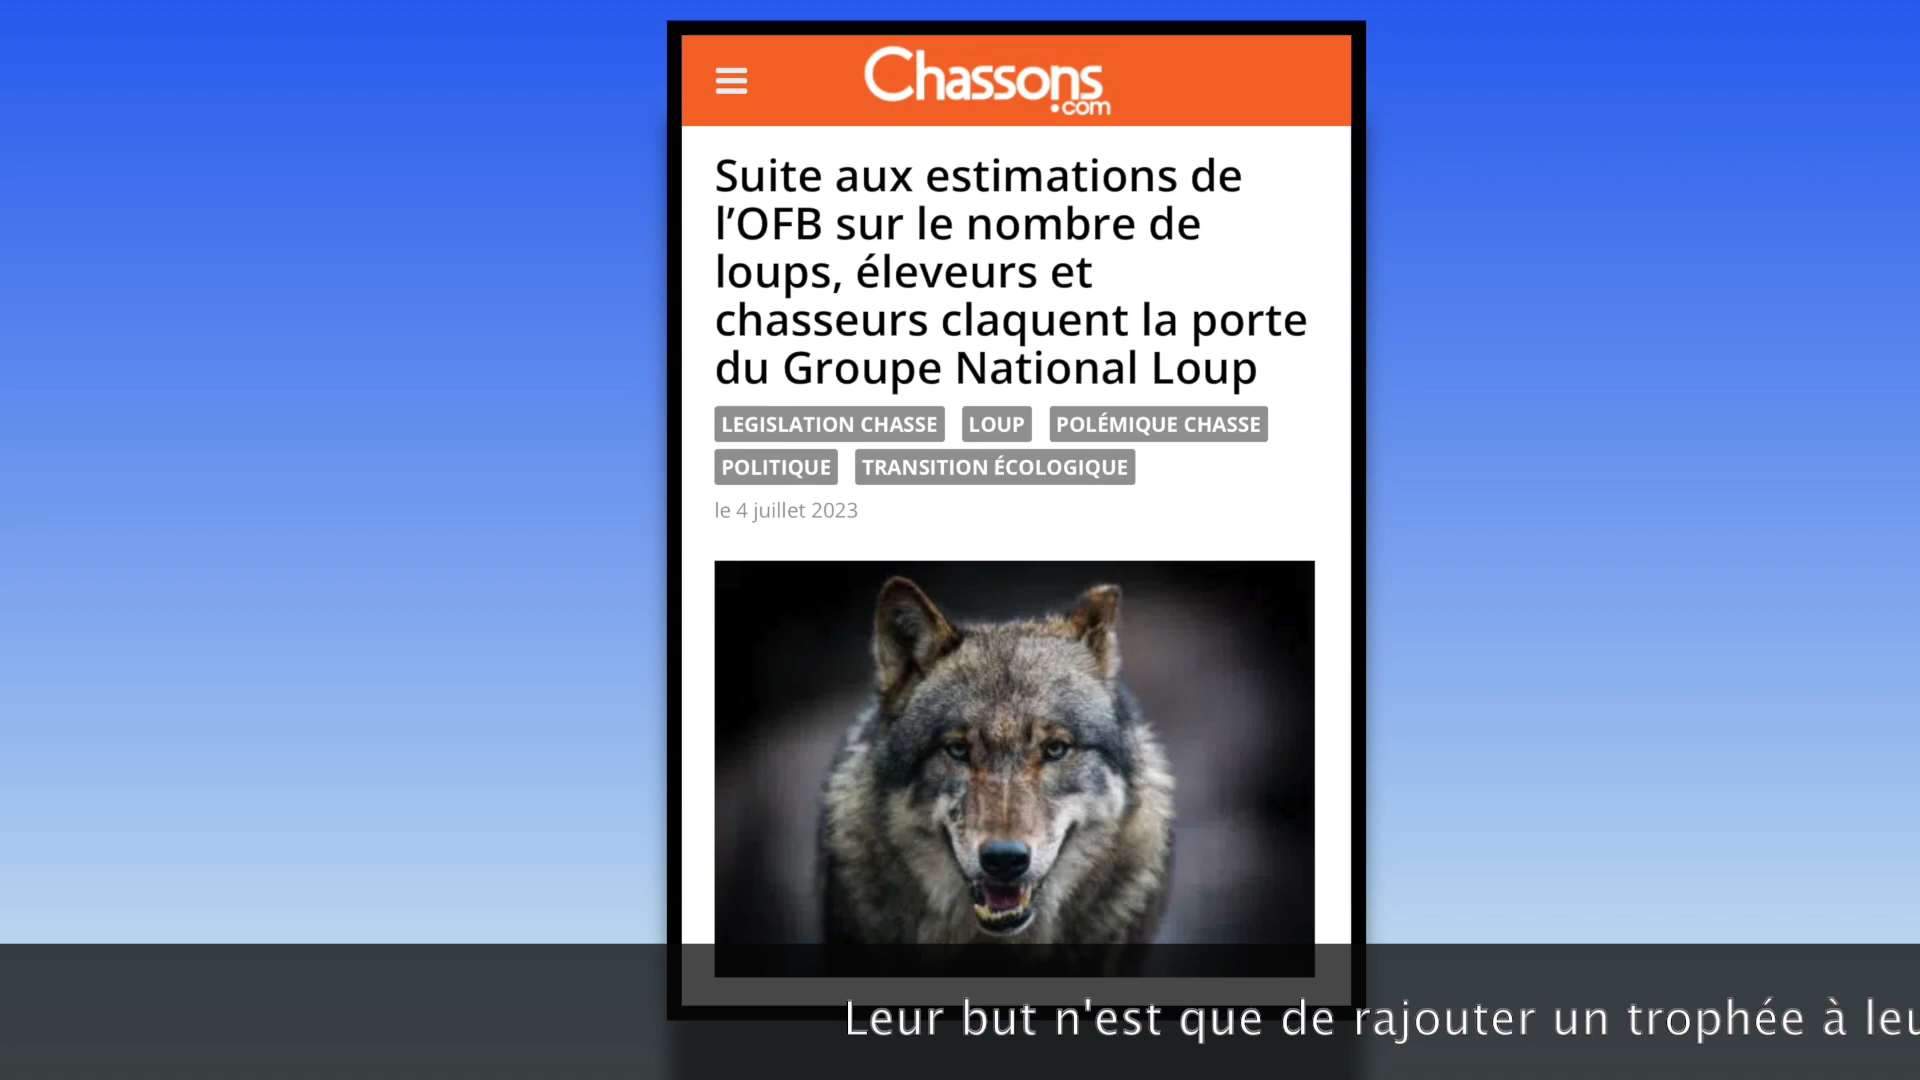 Chassons
.com
Suite aux estimations de
l’OFB sur le nombre de
loups, éleveurs et
chasseurs claquent la porte
du Groupe National Loup
LEGISLATION CHASSE LOUP POLÉMIQUE CHASSE
POLITIQUE TRANSITION ÉCOLOGIQUE
le 4 juillet 2023
Leur but n'est que de rajouter un trophée à